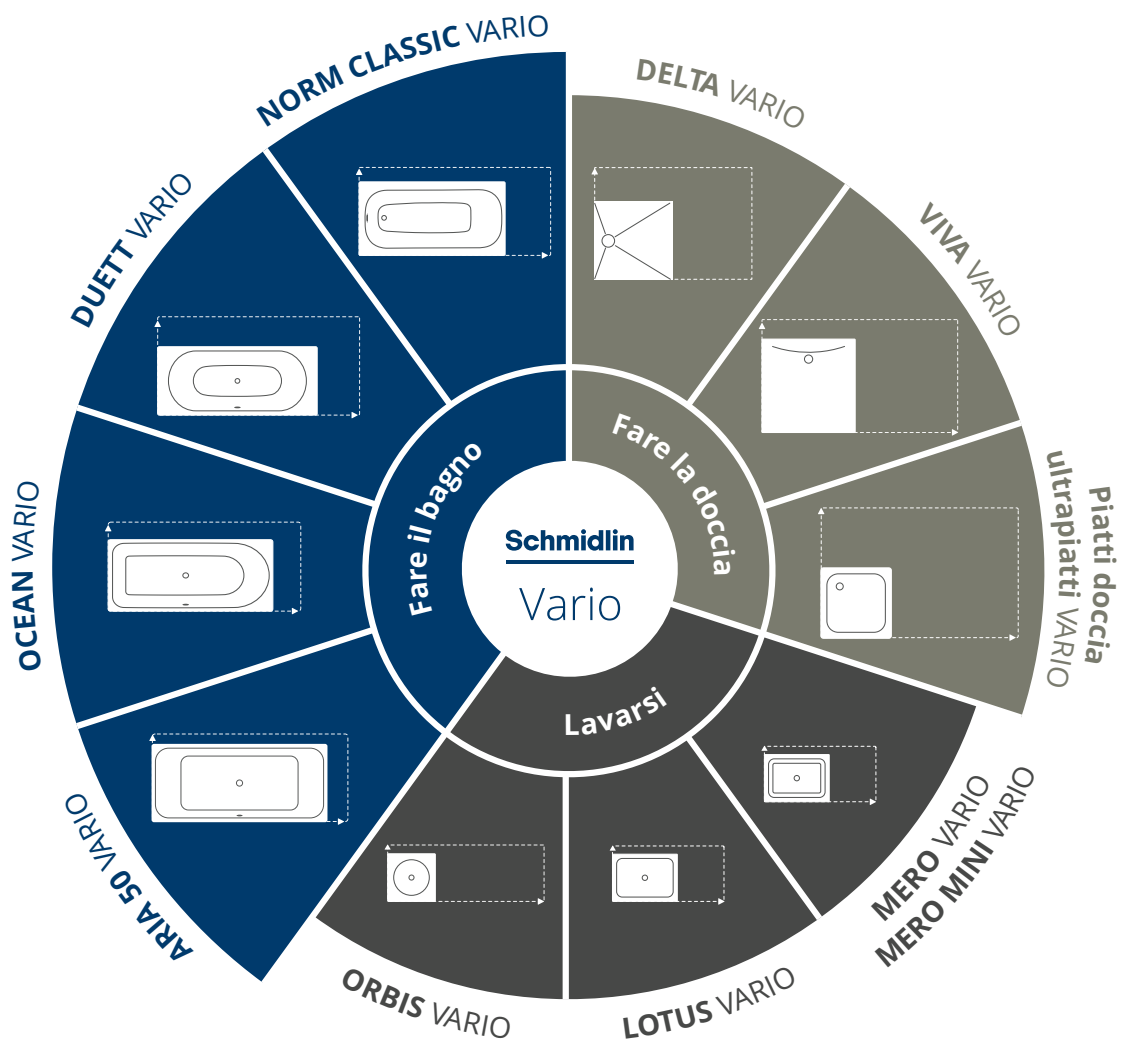 NORM CLASSIC VARIO
DELTA VARIO
VIVA VARIO
Piatti doccia
ultrapiatti VARIO
MERO VARIO
MERO MINI VARIO
LOTUS VARIO
ORBIS VARIO
ARIA 50 VARIO
OCEAN VARIO
DUETT VARIO
Fare il bagno
Fare la doccia
Lavarsi
Schmidlin
Vario